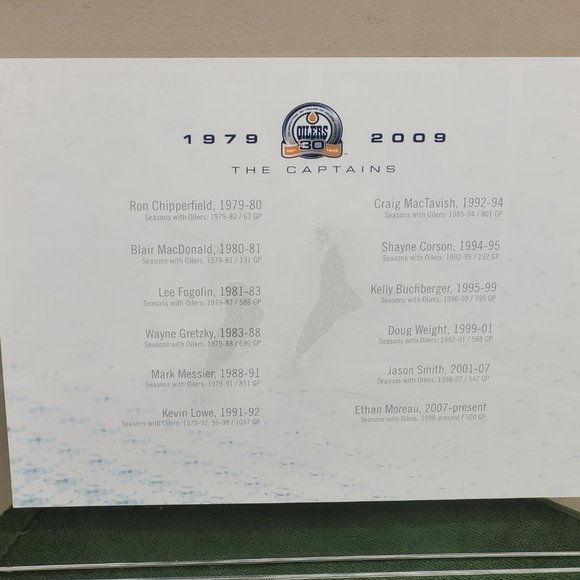 1979
OILERS
30
2009
THE CAPTAINS
Ron Chipperfield, 1979-80
Seasons with Oilers: 1979-80 / 67 GP
Blair MacDonald, 1980-81
Seasons with Oilers: 1979-81 / 131 GP
Lee Fogolin, 1981-83
Seasons with Oilers: 1979-87 / 586 GP
Wayne Gretzky, 1983-88
Seasons with Oilers: 1979-88 / 696 GP
Mark Messier, 1988-91
Seasons with Oilers: 1979-91 / 851 GP
Kevin Lowe, 1991-92
Seasons with Oilers: 1979-92; 96-98 / 1037 GP
Craig MacTavish, 1992-94
Seasons with Oilers: 1985-94 / 801 GP
Shayne Corson, 1994-95
Seasons with Oilers: 1992-95 / 192 GP
Kelly Buchberger, 1995-99
Seasons with Oilers: 1986-99 / 795 GP
Doug Weight, 1999-01
Seasons with Oilers: 1992-01 / 588 GP
Jason Smith, 2001-07
Seasons with Oilers: 1998-07 / 542 GP
Ethan Moreau, 2007-present
Seasons with Oilers: 1998-present / 500 GP